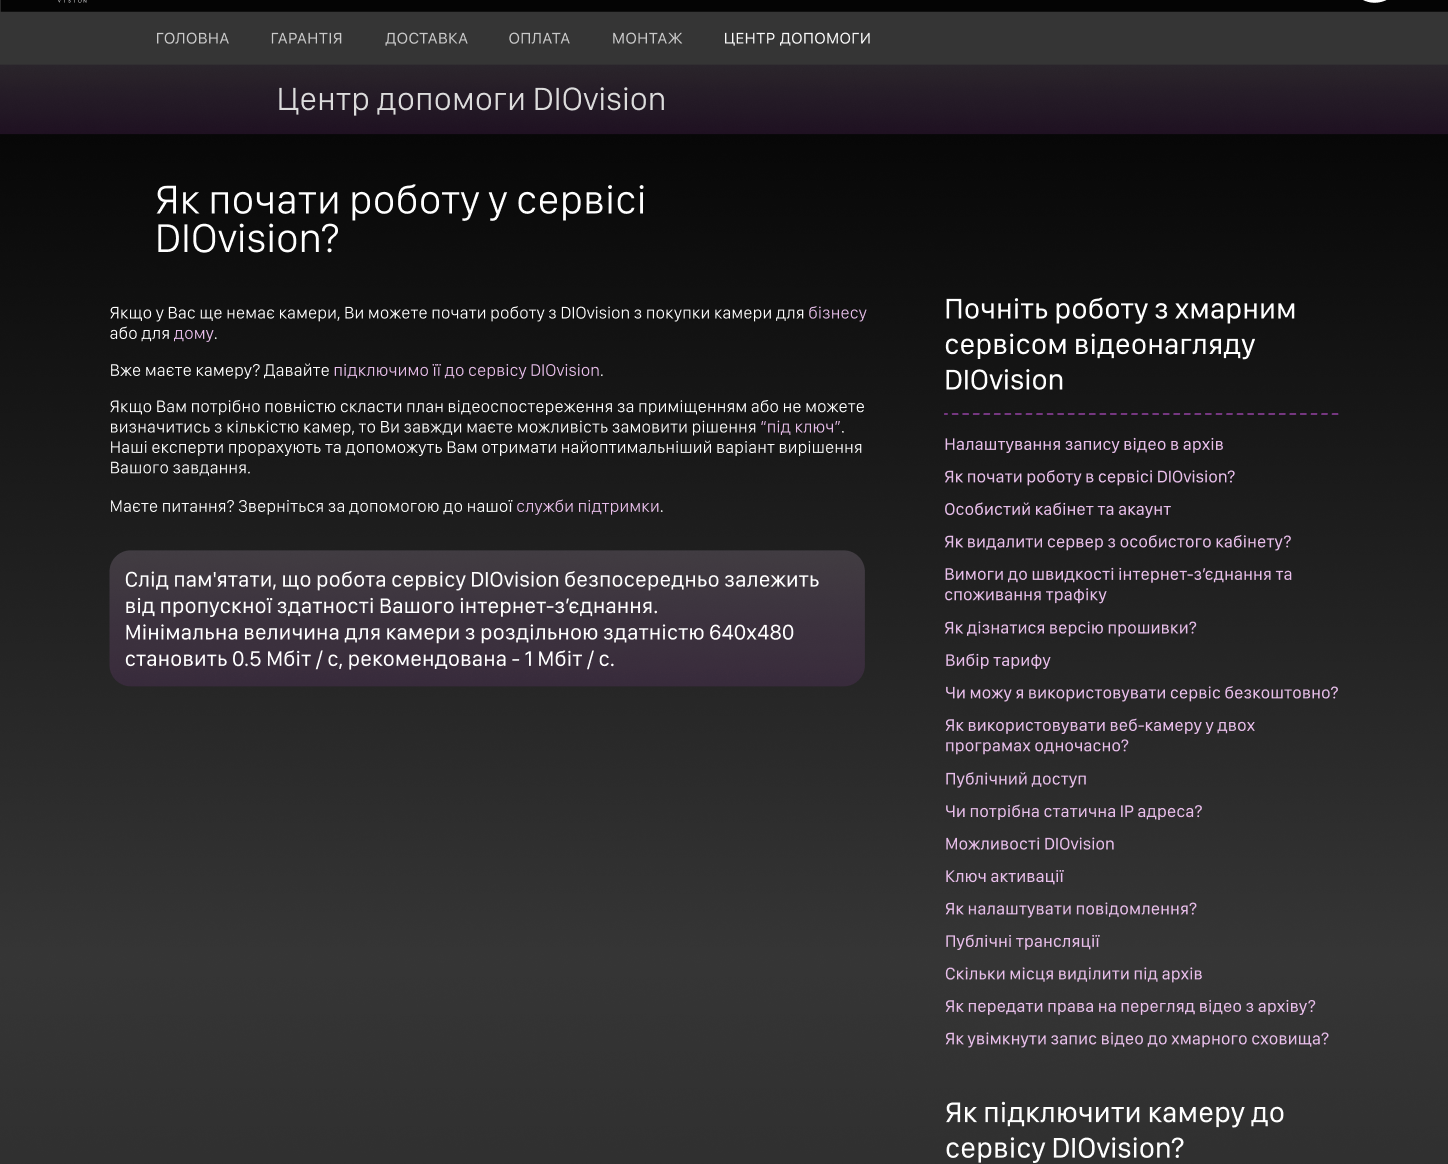 VISION
ГОЛОВНА
ГАРАНТІЯ
ДОСТАВКА
ОПЛАТА
МОНТАЖ
ЦЕНТР ДОПОМОГИ
Центр допомоги DIOvision
Як почати роботу у сервісі
DIOvision?
Якщо у Вас ще немає камери, Ви можете почати роботу з DIOvision з покупки камери для бізнесу
або для дому.
Вже маєте камеру? Давайте підключимо її до сервісу DIOvision.
Якщо Вам потрібно повністю скласти план відеоспостереження за приміщенням або не можете
визначитись з кількістю камер, то Ви завжди маєте можливість замовити рішення “під ключ”.
Наші експерти прорахують та допоможуть Вам отримати найоптимальніший варіант вирішення
Вашого завдання.
Маєте питання? Зверніться за допомогою до нашої служби підтримки.
Слід пам'ятати, що робота сервісу DIOvision безпосередньо залежить
від пропускної здатності Вашого інтернет-з’єднання.
Мінімальна величина для камери з роздільною здатністю 640x480
становить 0.5 Мбіт / с, рекомендована - 1 Мбіт / с.
Почніть роботу з хмарним
сервісом відеонагляду
DIOvision
Налаштування запису відео в архів
Як почати роботу в сервісі DIOvision?
Особистий кабінет та акаунт
Як видалити сервер з особистого кабінету?
Вимоги до швидкості інтернет-з’єднання та
споживання трафіку
Як дізнатися версію прошивки?
Вибір тарифу
Чи можу я використовувати сервіс безкоштовно?
Як використовувати веб-камеру у двох
програмах одночасно?
Публічний доступ
Чи потрібна статична IP адреса?
Можливості DIOvision
Ключ активації
Як налаштувати повідомлення?
Публічні трансляції
Скільки місця виділити під архів
Як передати права на перегляд відео з архіву?
Як увімкнути запис відео до хмарного сховища?
Як підключити камеру до
сервісу DIOvision?